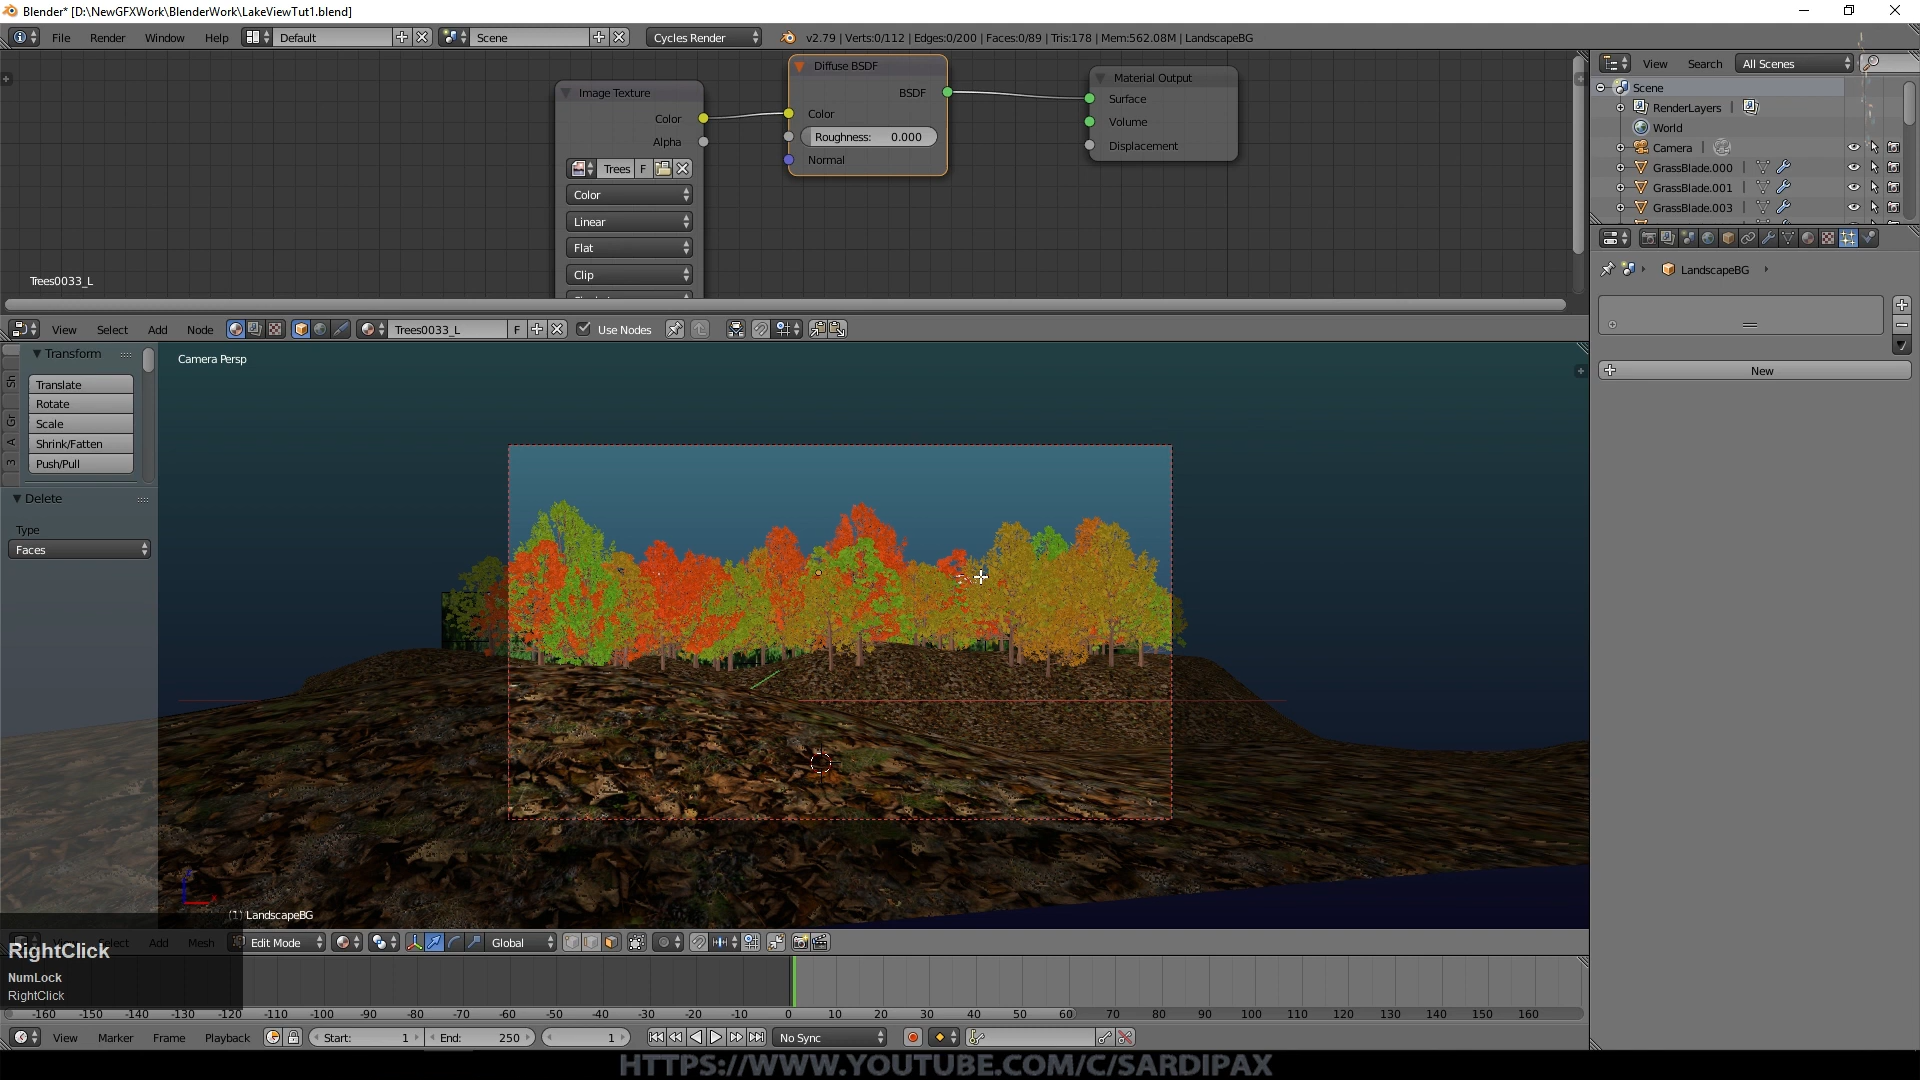 Blender* [D:\NewGFXWork\BlenderWork\LakeViewTut1.blend]
File Render Window Help Default Scene Cycles Render v2.79 | Verts:0/112 | Edges:0/200 | Faces:0/89 | Tris:178 | Mem:562.08M | LandscapeBG
View Search All Scenes
Scene
RenderLayers
World
Camera
GrassBlade.000
GrassBlade.001
GrassBlade.003
LandscapeBG
New
Image Texture
Color
Alpha
Trees F
Color
Linear
Flat
Clip
Diffuse BSDF
BSDF
Color
Roughness: 0.000
Normal
Material Output
Surface
Volume
Displacement
Trees0033_L
View Select Add Node Trees0033_L F Use Nodes
Transform
Translate
Rotate
Scale
Shrink/Fatten
Push/Pull
Sh
Gr
A
3
Delete
Type
Faces
Camera Persp
(1) LandscapeBG
Select Add Mesh Edit Mode Global
RightClick
NumLock
RightClick
-160 -140 -130 -120 -110 -100 -90 -80 -70 -60 -50 -40 -30 -20 -10 0 10 20 30 40 50 60 70 80 90 100 110 120 130 140 150 160
View Marker Frame Playback Start: 1 End: 250 1 No Sync
HTTPS://WWW.YOUTUBE.COM/C/SARDIPAX